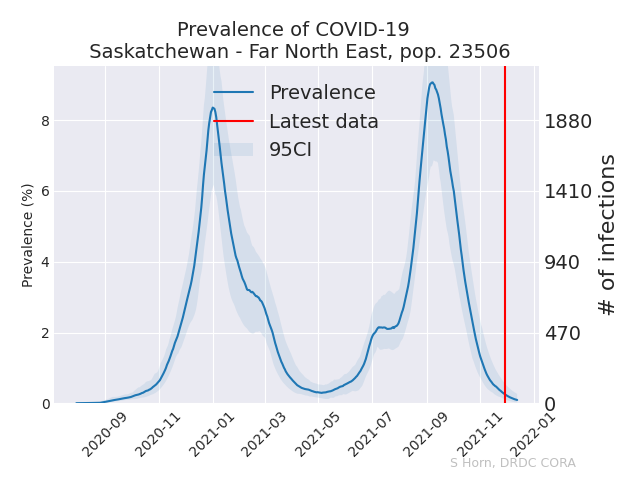 Prevalence of COVID-19
Saskatchewan - Far North East, pop. 23506
Prevalence
Latest data
95CI
Prevalence (%)
8
6
4
2
0
1880
1410
940
470
0
# of infections
2020-09
2020-11
2021-01
2021-03
2021-05
2021-07
2021-09
2021-11
2022-01
S Horn, DRDC CORA